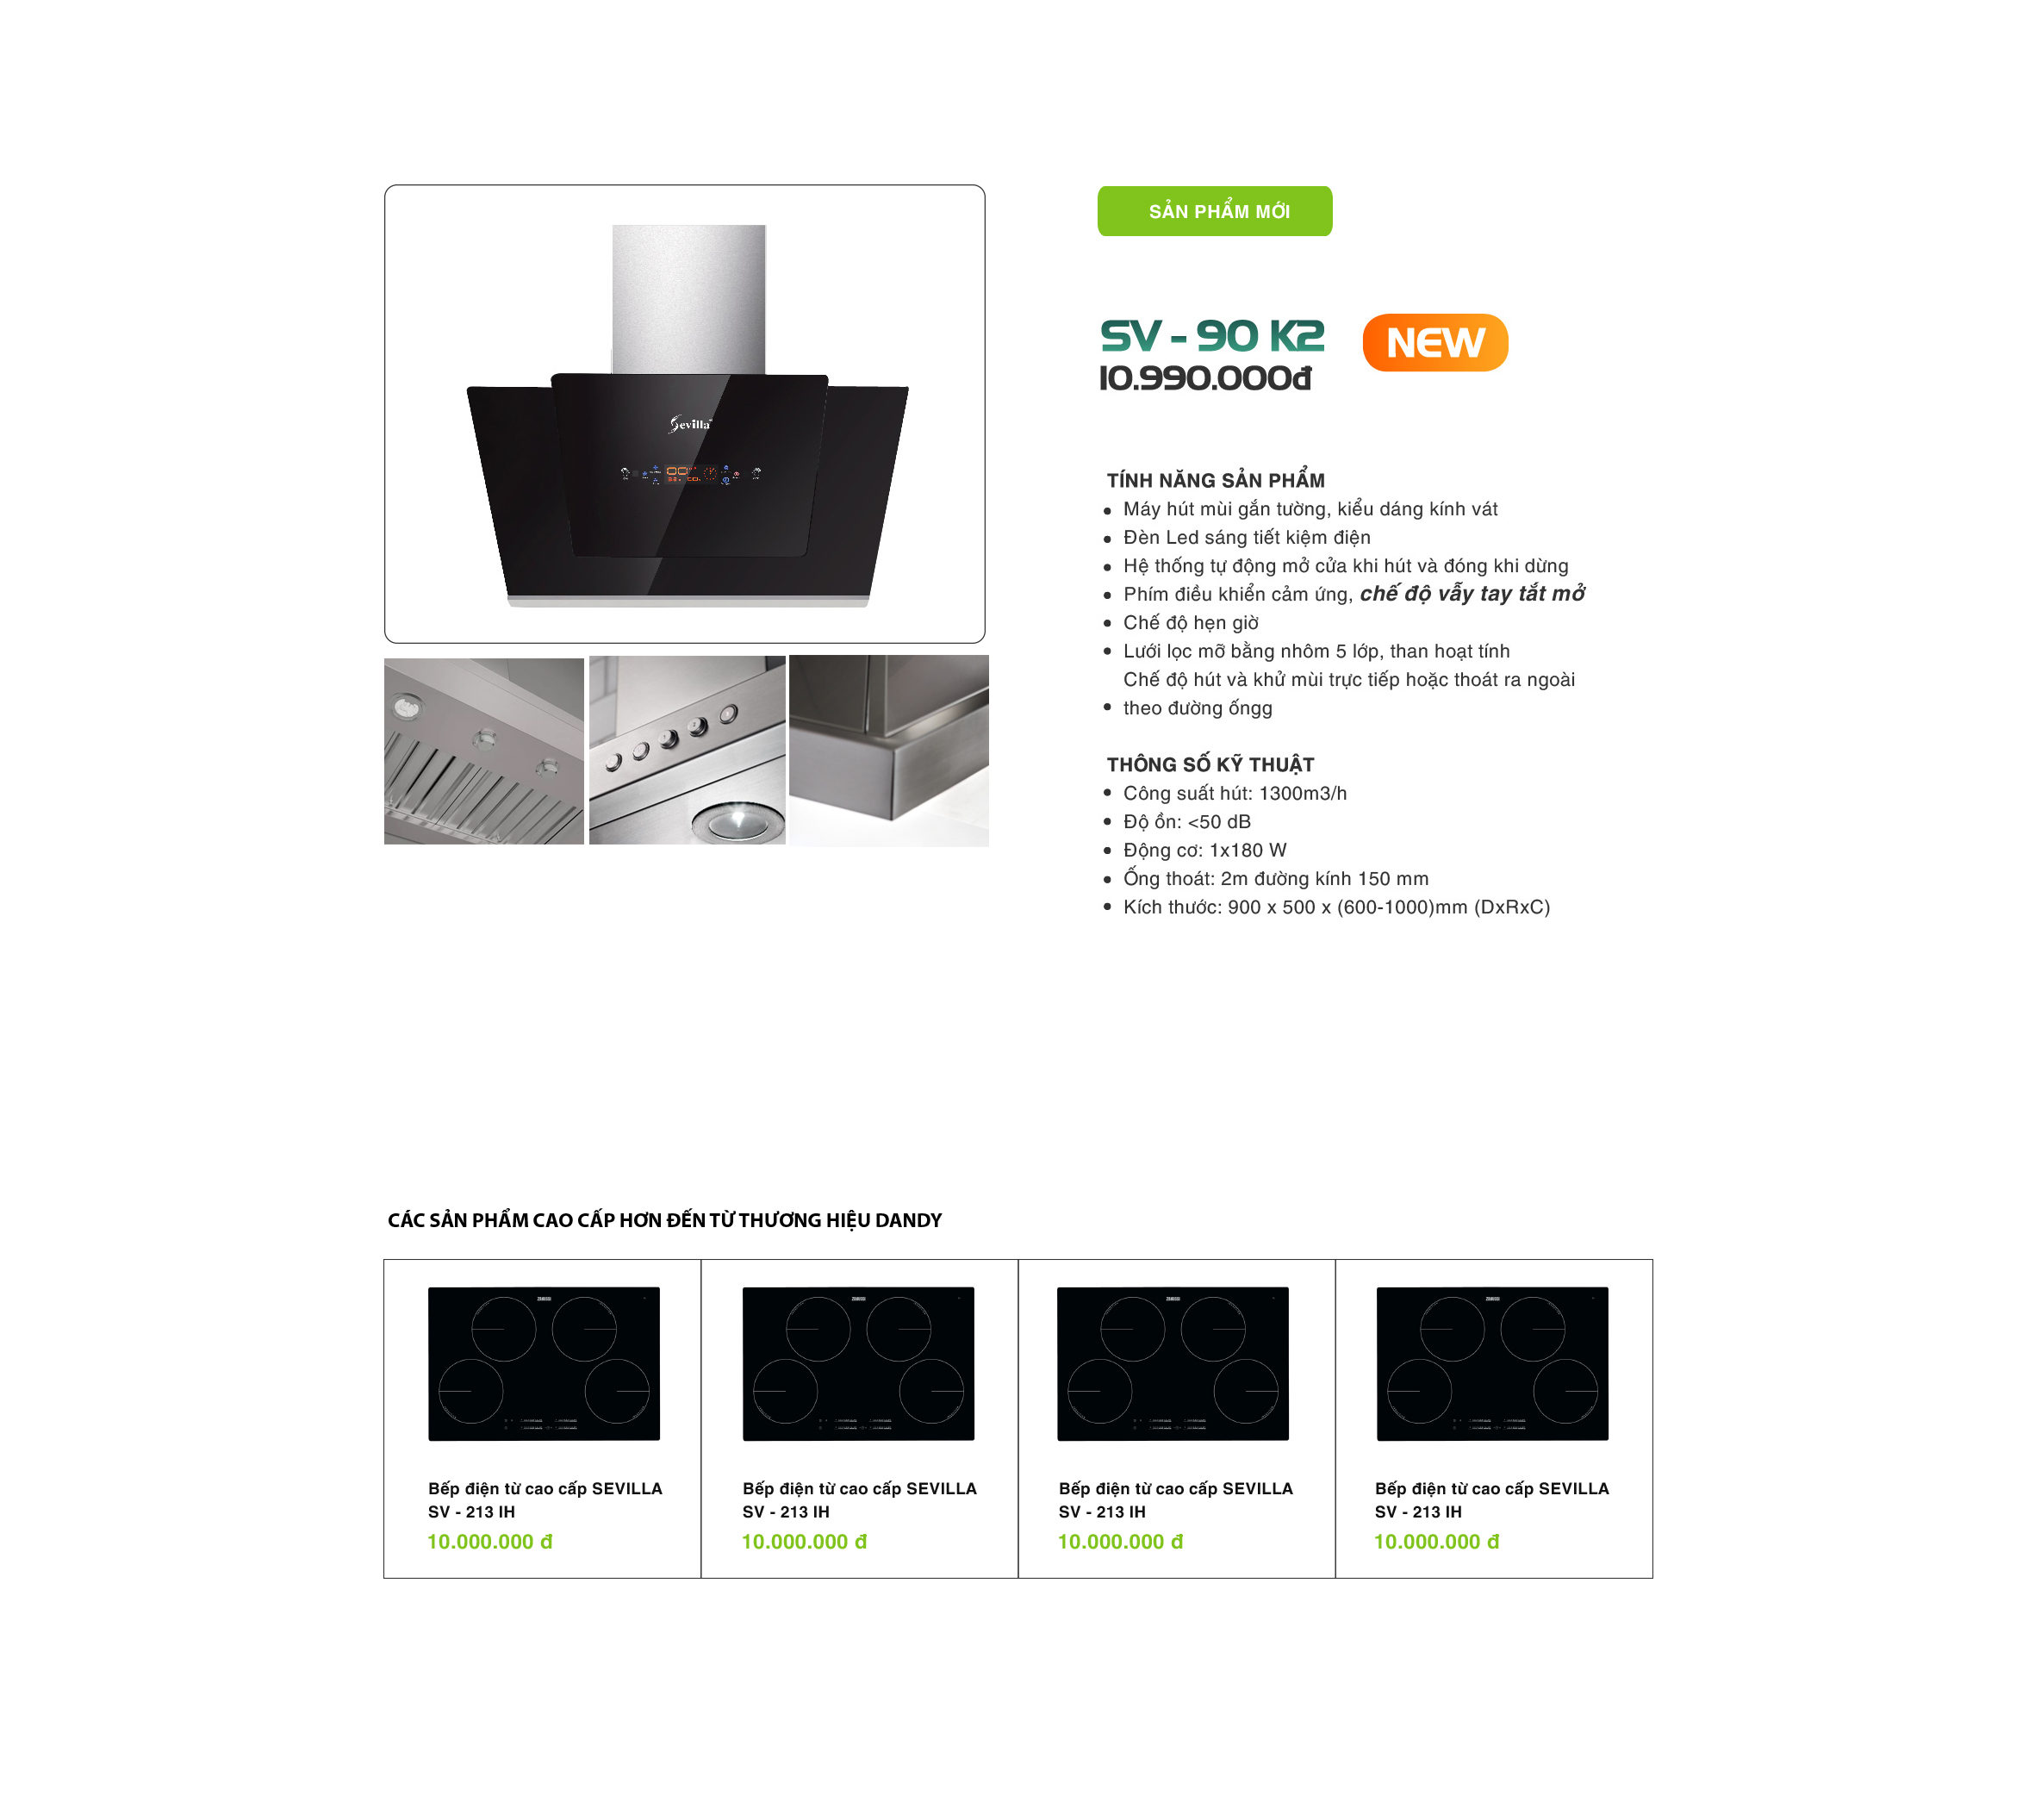 SẢN PHẨM MỚI
SV - 90 K2
NEW
10.990.000đ
Sevilla
TÍNH NĂNG SẢN PHẨM
Máy hút mùi gắn tường, kiểu dáng kính vát
Đèn Led sáng tiết kiệm điện
Hệ thống tự động mở cửa khi hút và đóng khi dừng
Phím điều khiển cảm ứng, chế độ vẫy tay tắt mở
Chế độ hẹn giờ
Lưới lọc mỡ bằng nhôm 5 lớp, than hoạt tính
Chế độ hút và khử mùi trực tiếp hoặc thoát ra ngoài
theo đường ốngg
THÔNG SỐ KỸ THUẬT
Công suất hút: 1300m3/h
Độ ồn: <50 dB
Động cơ: 1x180 W
Ống thoát: 2m đường kính 150 mm
Kích thước: 900 x 500 x (600-1000)mm (DxRxC)
CÁC SẢN PHẨM CAO CẤP HƠN ĐẾN TỪ THƯƠNG HIỆU DANDY
Bếp điện từ cao cấp SEVILLA
SV - 213 IH
10.000.000 đ
Bếp điện từ cao cấp SEVILLA
SV - 213 IH
10.000.000 đ
Bếp điện từ cao cấp SEVILLA
SV - 213 IH
10.000.000 đ
Bếp điện từ cao cấp SEVILLA
SV - 213 IH
10.000.000 đ